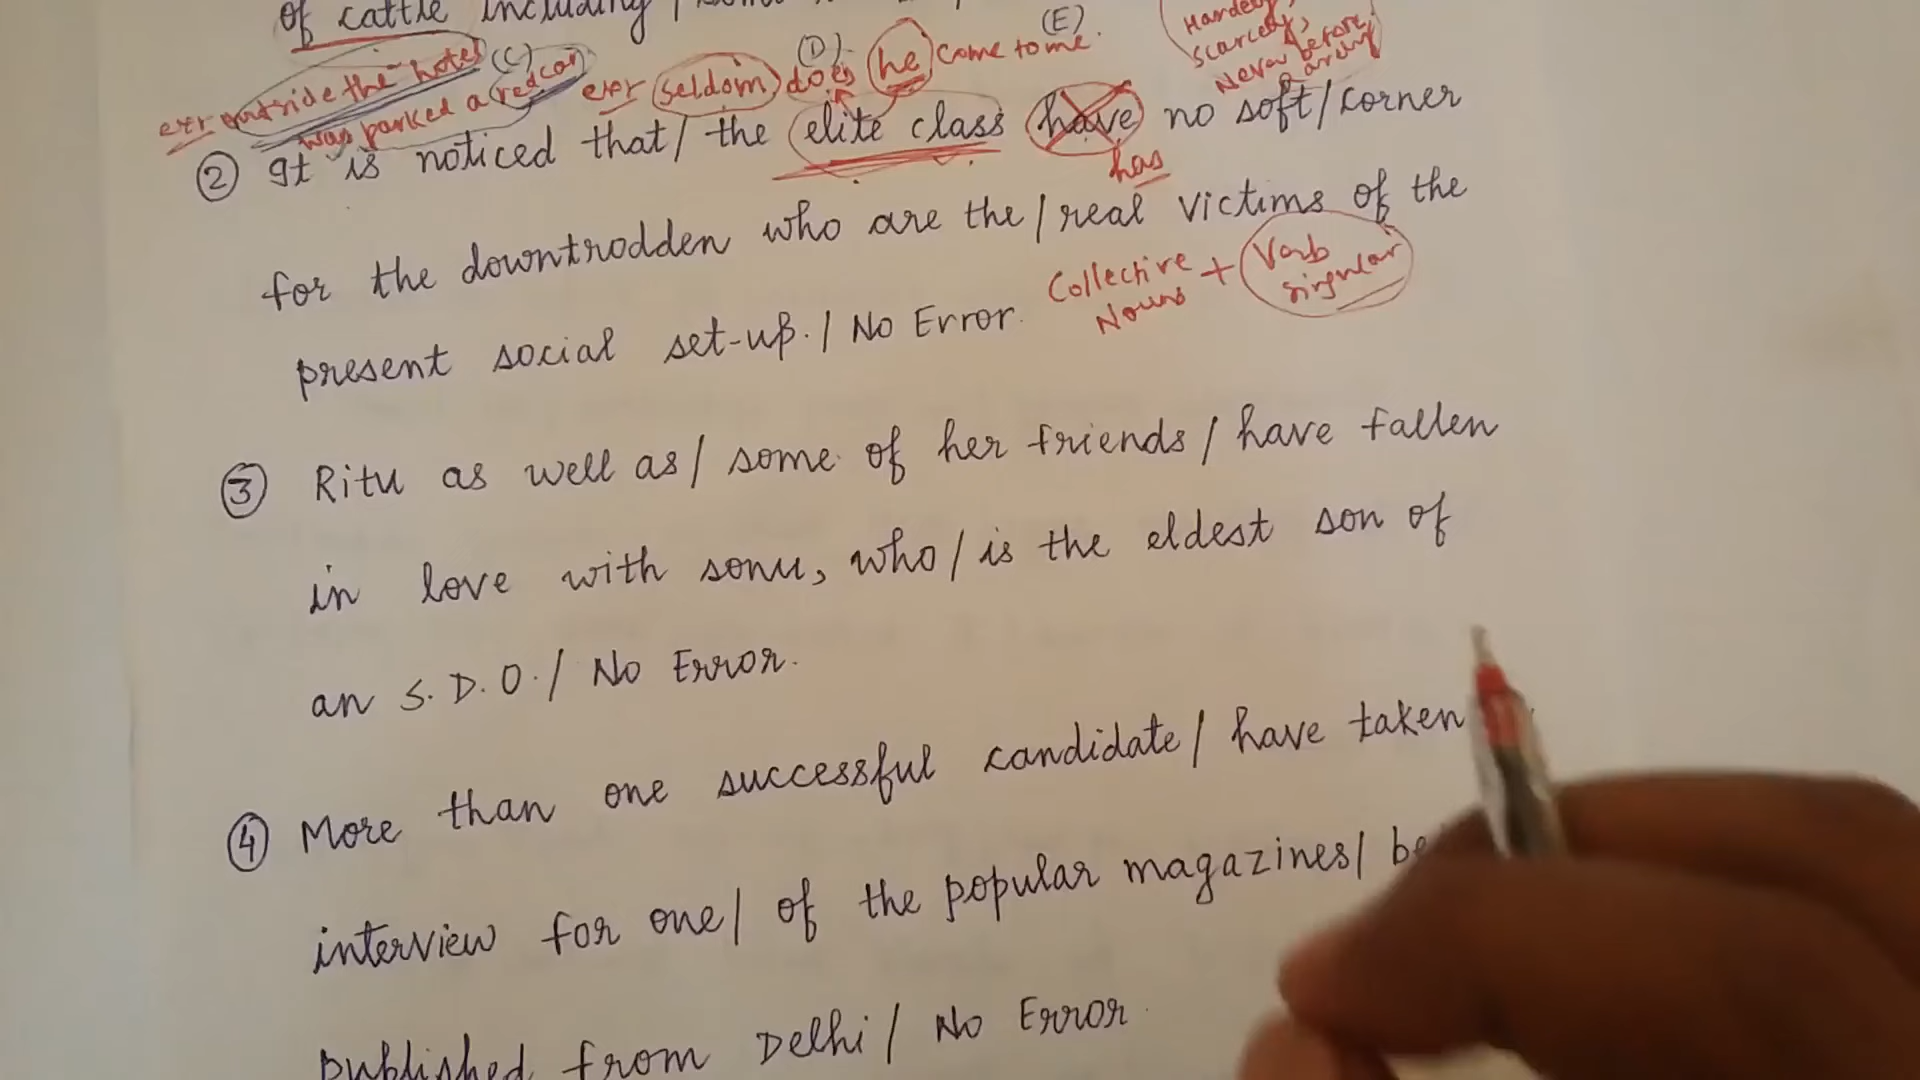 of cattle including /
(E)
(C) (D)
Scarcely,
Never before
err outside the hotel
was parked a red car
err seldom does he come to me.
② It is noticed that / the elite class have no soft / corner
has
for the downtrodden who are the / real victims of the
Collective Nouns + Verb singular
present social set-up. / No Error.
③ Ritu as well as / some of her friends / have fallen
in love with sonu, who / is the eldest son of
an S.D.O. / No Error.
④ More than one successful candidate / have taken
interview for one / of the popular magazines / be
published from Delhi / No Error